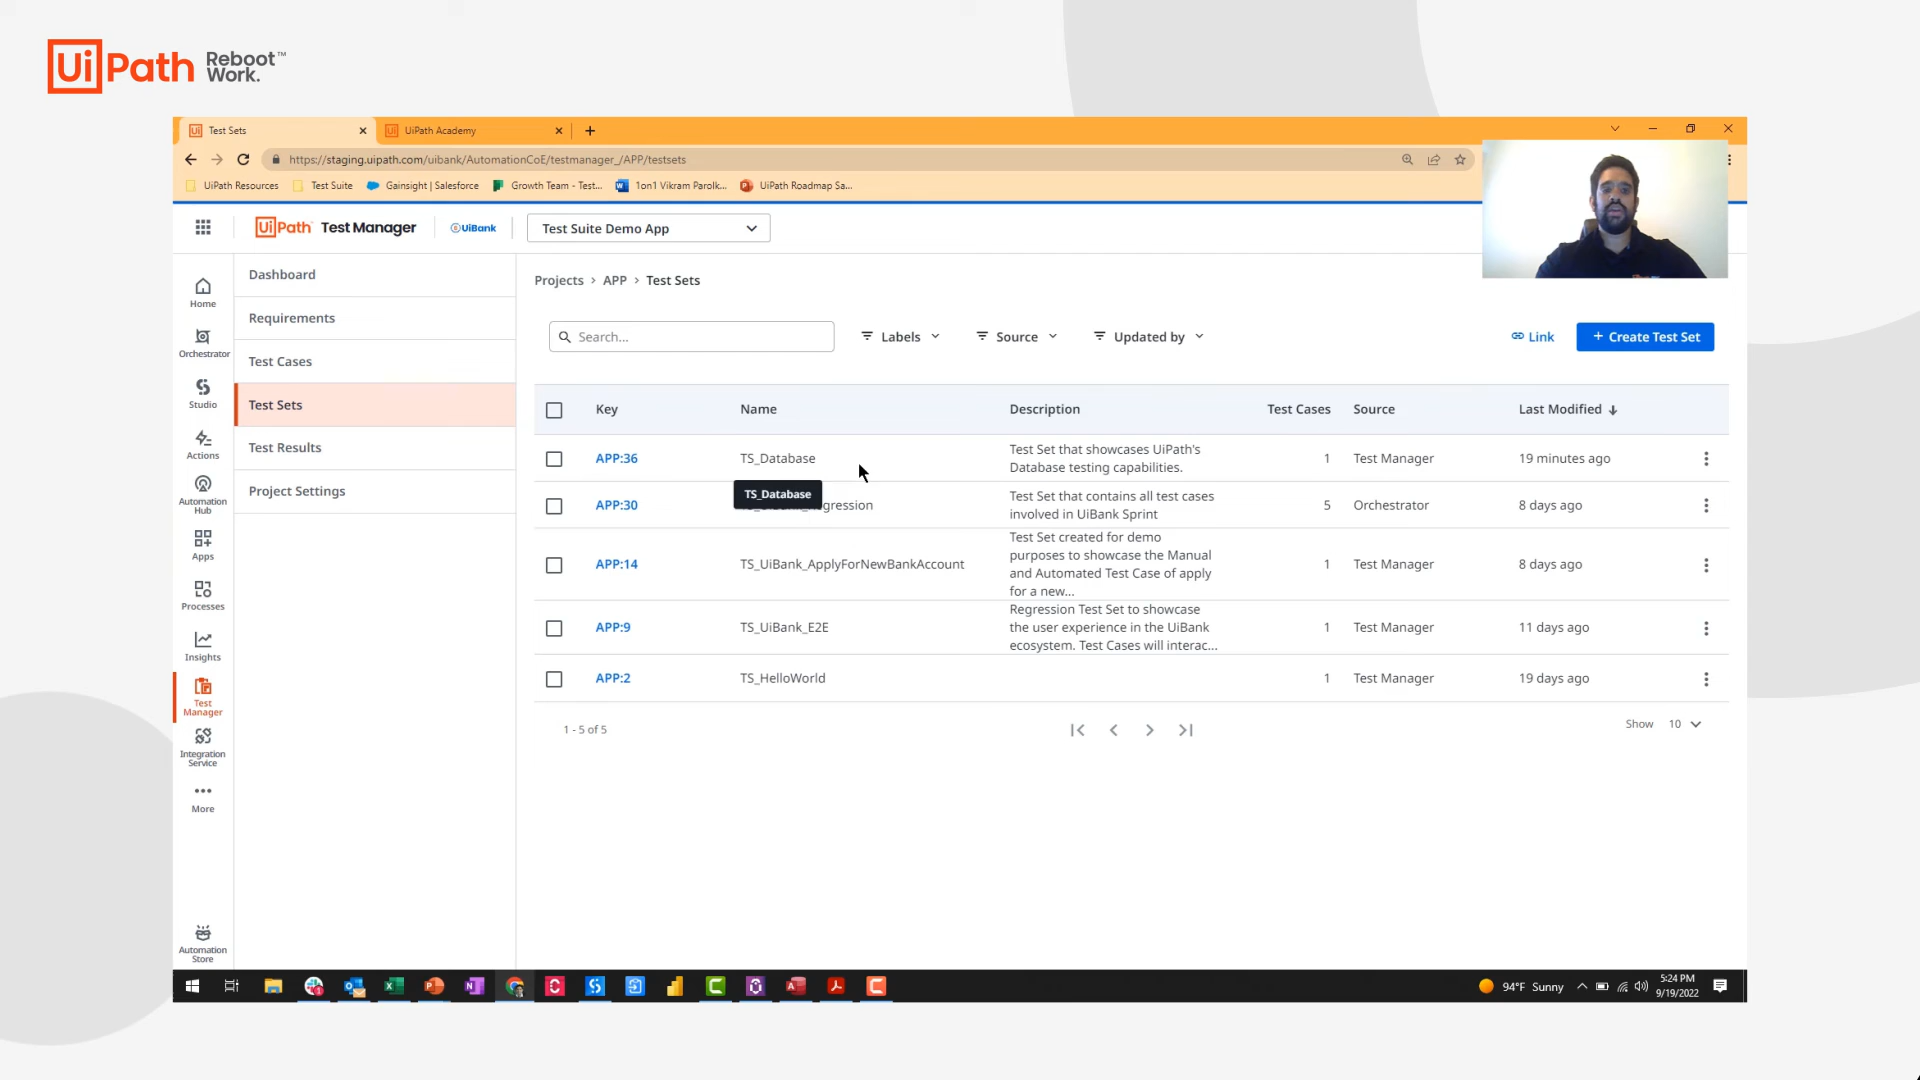 UiPath Reboot™
Work.
Test Sets
UiPath Academy
https://staging.uipath.com/uibank/AutomationCoE/testmanager_/APP/testsets
UiPath Resources
Test Suite
Gainsight | Salesforce
Growth Team - Test...
1on1 Vikram Parolk...
UiPath Roadmap Sa...
UiPath Test Manager
UiBank
Test Suite Demo App
Home
Orchestrator
Studio
Actions
Automation
Hub
Apps
Processes
Insights
Test
Manager
Integration
Service
More
Automation
Store
Dashboard
Requirements
Test Cases
Test Sets
Test Results
Project Settings
Projects > APP > Test Sets
Search...
Labels
Source
Updated by
Link
+ Create Test Set
Key Name Description Test Cases Source Last Modified
APP:36 TS_Database Test Set that showcases UiPath's
Database testing capabilities. 1 Test Manager 19 minutes ago
TS_Database
APP:30 gression Test Set that contains all test cases
involved in UiBank Sprint 5 Orchestrator 8 days ago
APP:14 TS_UiBank_ApplyForNewBankAccount Test Set created for demo
purposes to showcase the Manual
and Automated Test Case of apply
for a new... 1 Test Manager 8 days ago
APP:9 TS_UiBank_E2E Regression Test Set to showcase
the user experience in the UiBank
ecosystem. Test Cases will interac... 1 Test Manager 11 days ago
APP:2 TS_HelloWorld 1 Test Manager 19 days ago
1 - 5 of 5
Show 10
94°F Sunny
5:24 PM
9/19/2022